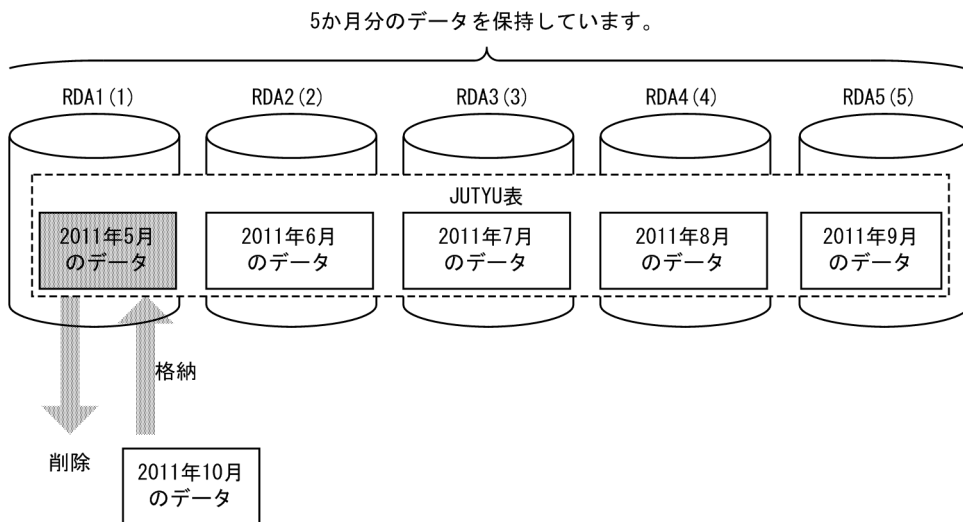 5か月分のデータを保持しています。
RDA1(1) RDA2(2) RDA3(3) RDA4(4) RDA5(5)
JUTYU表
2011年5月
のデータ
2011年6月
のデータ
2011年7月
のデータ
2011年8月
のデータ
2011年9月
のデータ
格納
削除
2011年10月
のデータ